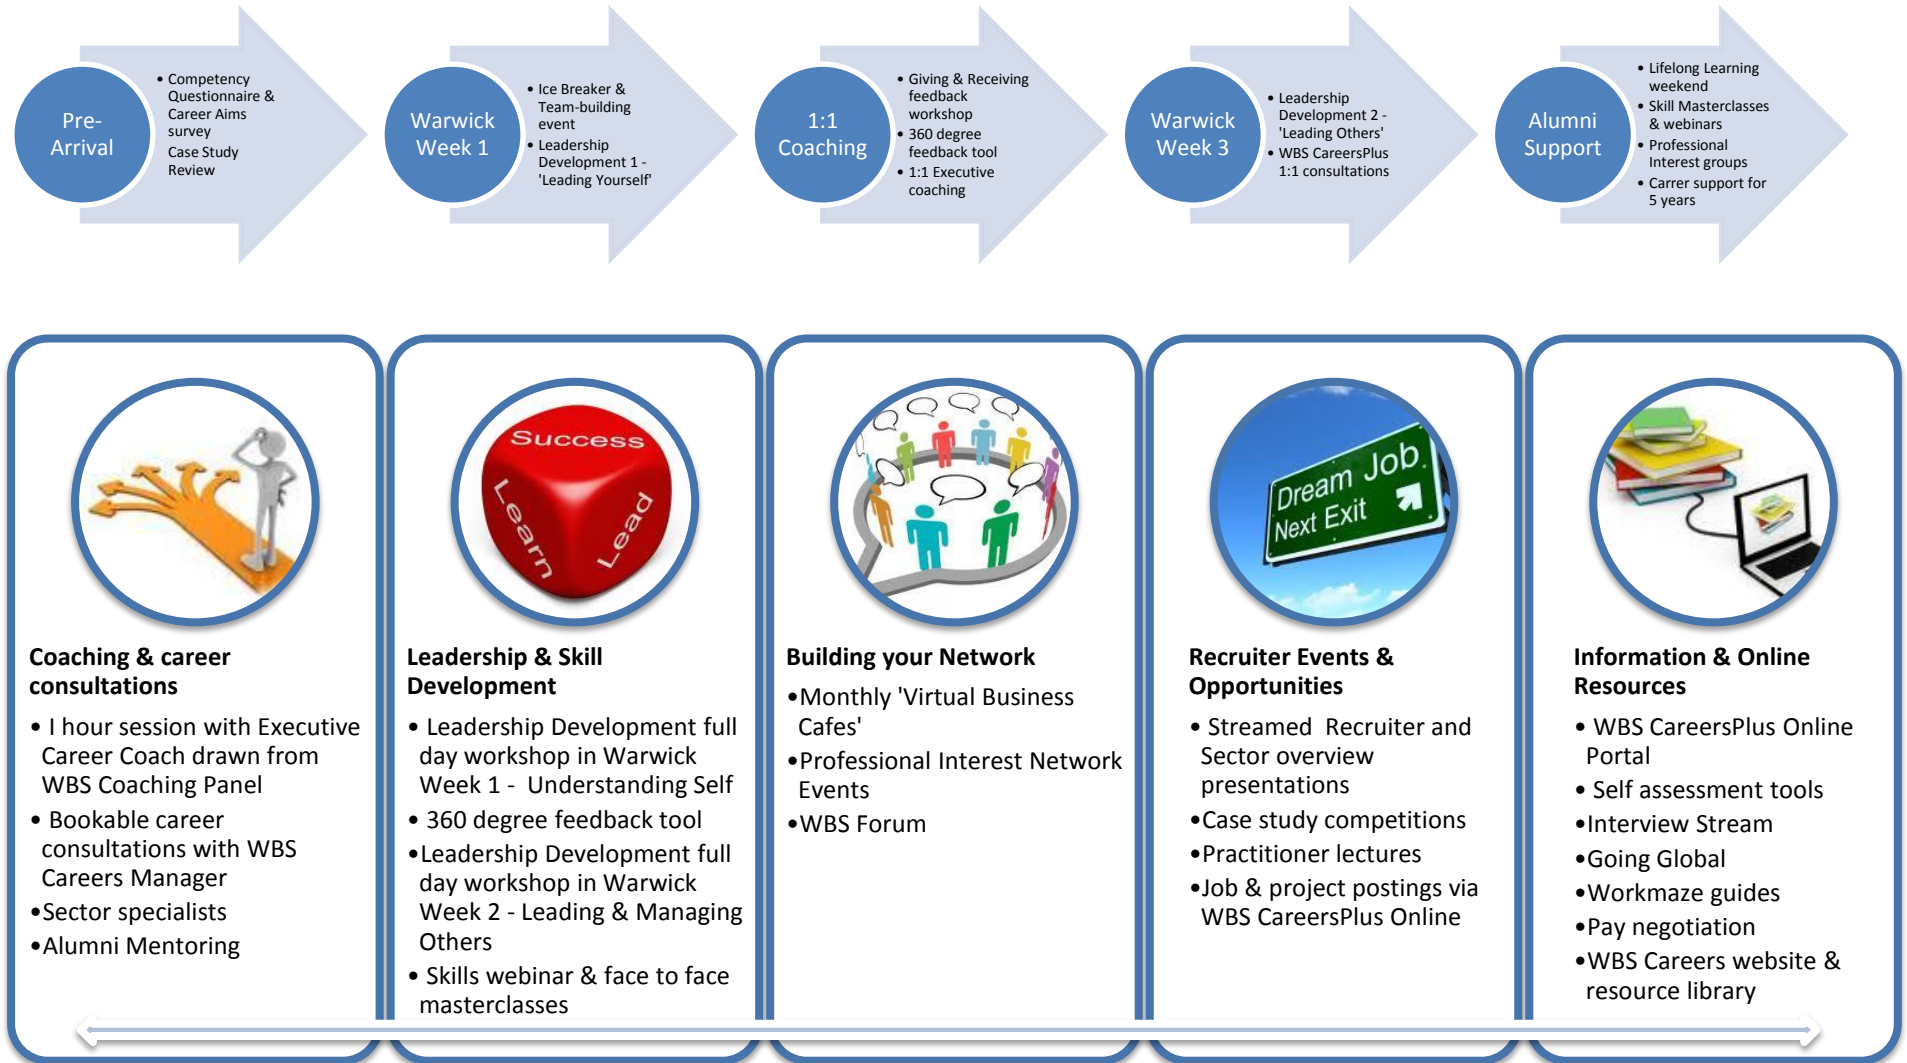 Pre-
Arrival
• Competency
Questionnaire &
Career Aims
survey
Case Study
Review
Warwick
Week 1
• Ice Breaker &
Team-building
event
• Leadership
Development 1 -
'Leading Yourself'
1:1
Coaching
• Giving & Receiving
feedback
workshop
• 360 degree
feedback tool
• 1:1 Executive
coaching
Warwick
Week 3
• Leadership
Development 2 -
'Leading Others'
• WBS CareersPlus
1:1 consultations
Alumni
Support
• Lifelong Learning
weekend
• Skill Masterclasses
& webinars
• Professional
Interest groups
• Carrer support for
5 years
Coaching & career
consultations
• I hour session with Executive
Career Coach drawn from
WBS Coaching Panel
• Bookable career
consultations with WBS
Careers Manager
•Sector specialists
•Alumni Mentoring
Success
Learn
Lead
Leadership & Skill
Development
• Leadership Development full
day workshop in Warwick
Week 1 - Understanding Self
• 360 degree feedback tool
•Leadership Development full
day workshop in Warwick
Week 2 - Leading & Managing
Others
• Skills webinar & face to face
masterclasses
Building your Network
•Monthly 'Virtual Business
Cafes'
•Professional Interest Network
Events
•WBS Forum
Dream Job
Next Exit
Recruiter Events &
Opportunities
• Streamed Recruiter and
Sector overview
presentations
•Case study competitions
•Practitioner lectures
•Job & project postings via
WBS CareersPlus Online
Information & Online
Resources
• WBS CareersPlus Online
Portal
• Self assessment tools
•Interview Stream
•Going Global
•Workmaze guides
•Pay negotiation
•WBS Careers website &
resource library